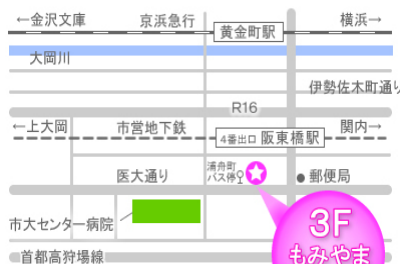 ←金沢文庫 京浜急行 横浜→
黄金町駅
大岡川
伊勢佐木町通り
R16
←上大岡 市営地下鉄 関内→
4番出口 阪東橋駅
医大通り 浦舟町 郵便局
バス停
3F
市大センター病院
もみやま
首都高狩場線